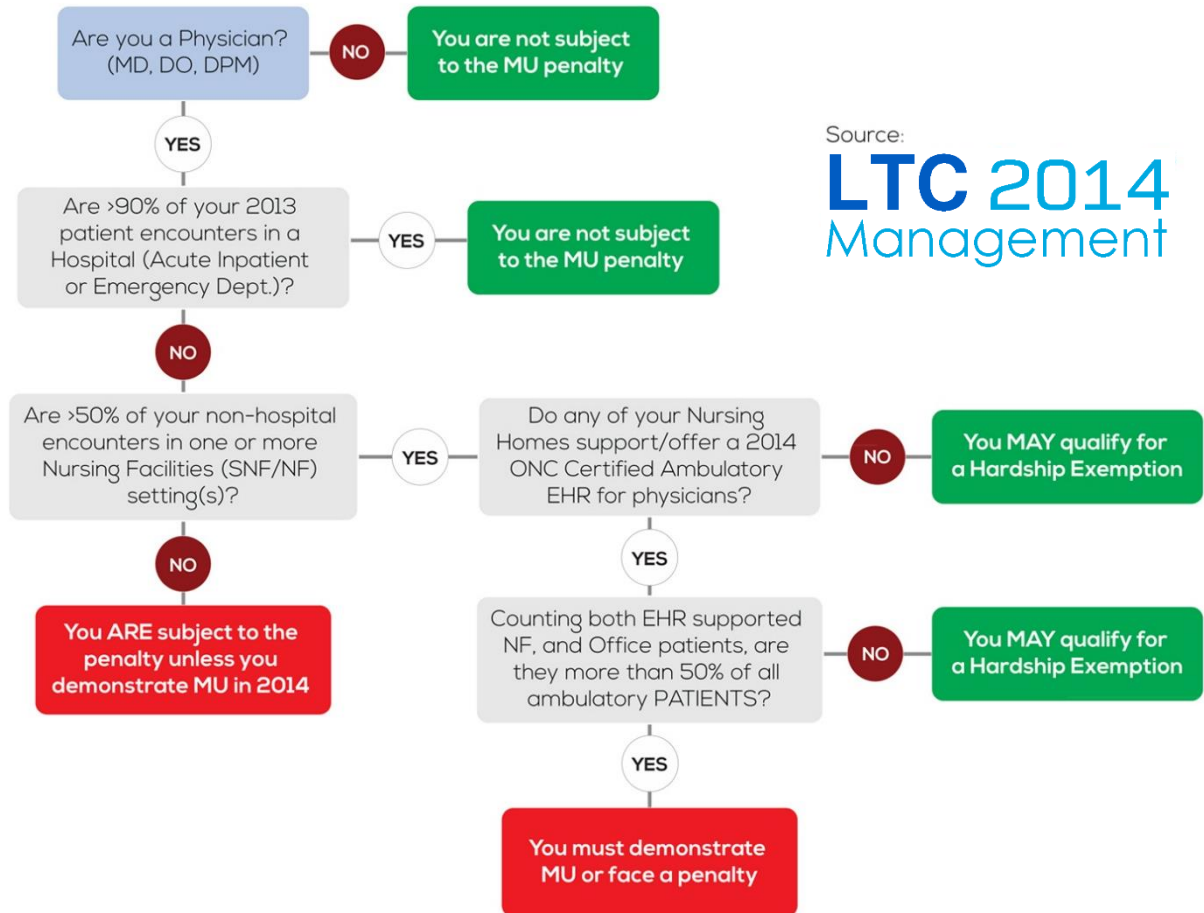 Are you a Physician?
(MD, DO, DPM)
NO
You are not subject
to the MU penalty
YES
Source:
LTC 2014
Management
Are >90% of your 2013
patient encounters in a
Hospital (Acute Inpatient
or Emergency Dept.)?
YES
You are not subject
to the MU penalty
NO
Are >50% of your non-hospital
encounters in one or more
Nursing Facilities (SNF/NF)
setting(s)?
YES
Do any of your Nursing
Homes support/offer a 2014
ONC Certified Ambulatory
EHR for physicians?
NO
You MAY qualify for
a Hardship Exemption
NO
You ARE subject to the
penalty unless you
demonstrate MU in 2014
YES
Counting both EHR supported
NF, and Office patients, are
they more than 50% of all
ambulatory PATIENTS?
NO
You MAY qualify for
a Hardship Exemption
YES
You must demonstrate
MU or face a penalty